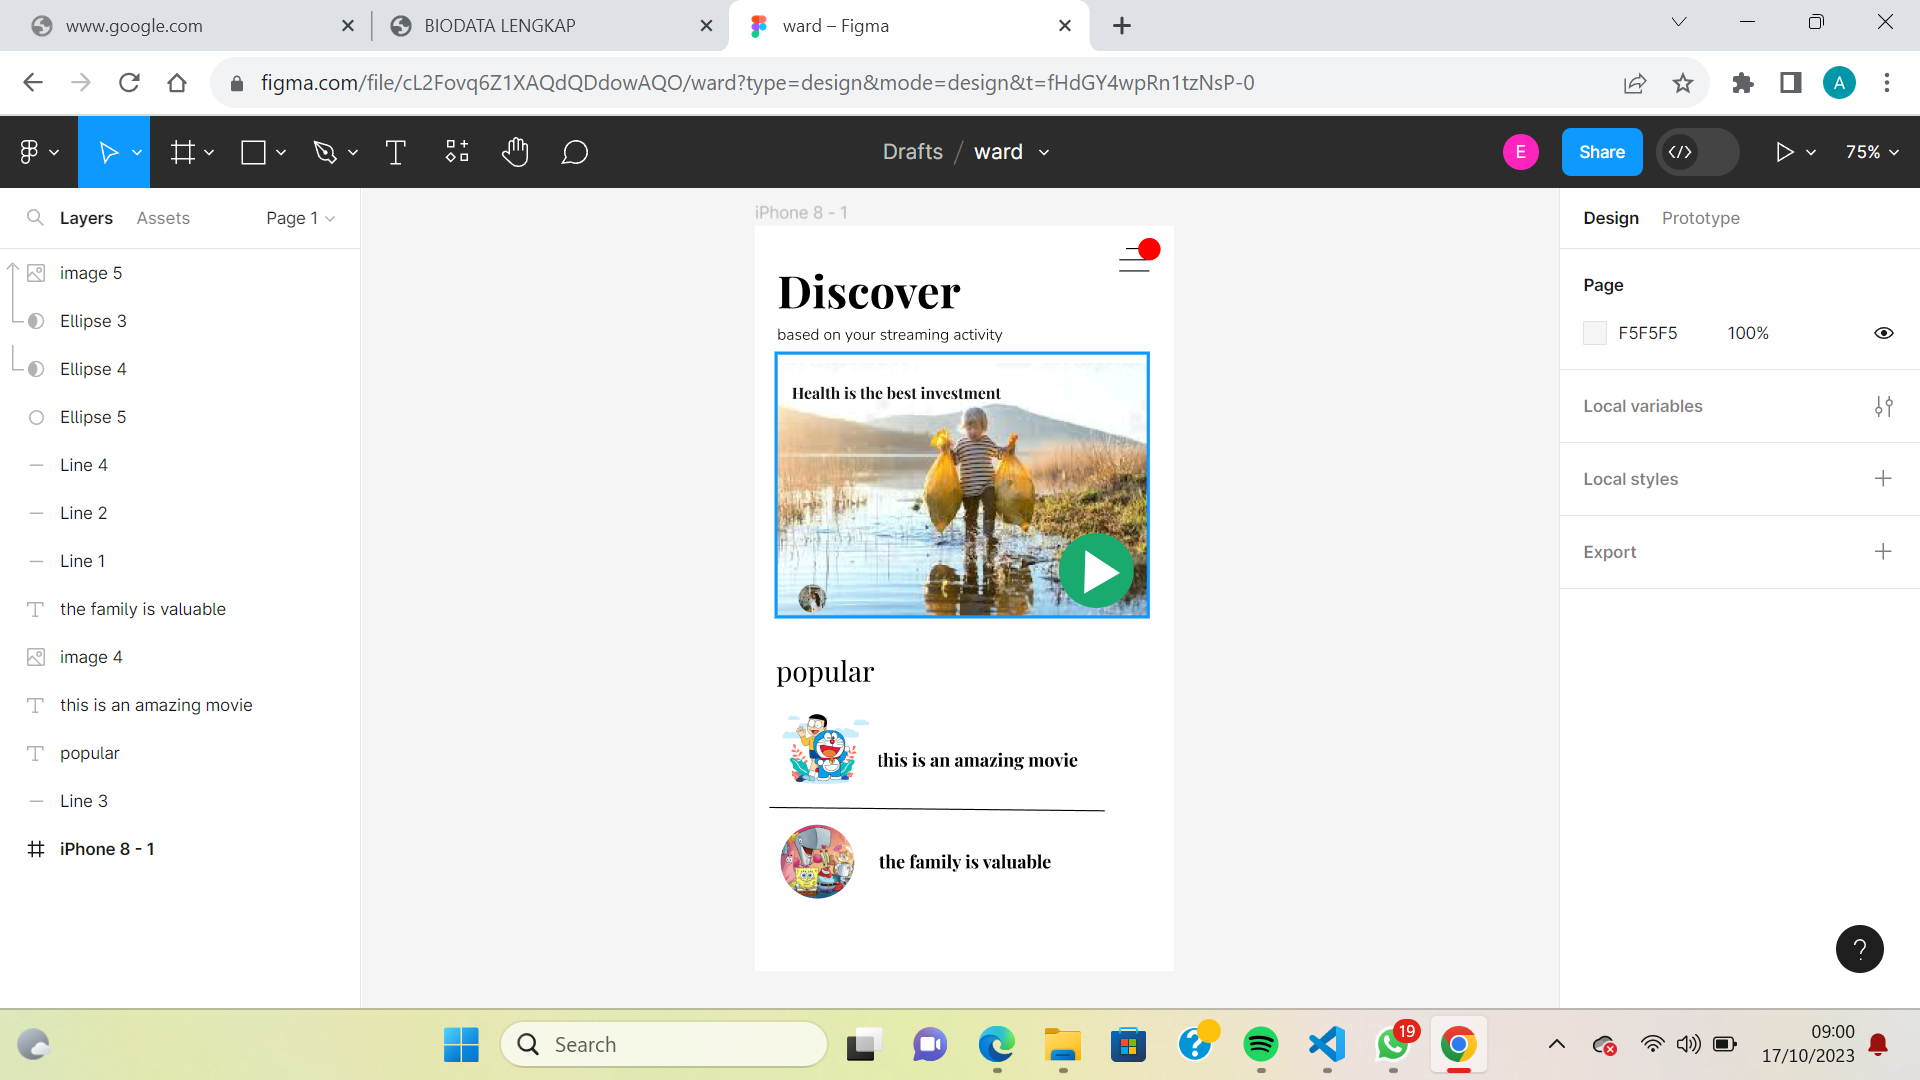 www.google.com
BIODATA LENGKAP
ward – Figma
figma.com/file/cL2Fovq6Z1XAQdQDdowAQO/ward?type=design&mode=design&t=fHdGY4wpRn1tzNsP-0
A
Drafts / ward
E
Share
</>
75%
Layers
Assets
Page 1
image 5
Ellipse 3
Ellipse 4
Ellipse 5
Line 4
Line 2
Line 1
the family is valuable
image 4
this is an amazing movie
popular
Line 3
iPhone 8 - 1
iPhone 8 - 1
Discover
based on your streaming activity
Health is the best investment
popular
this is an amazing movie
the family is valuable
Design
Prototype
Page
F5F5F5
100%
Local variables
Local styles
Export
?
Search
?
19
09:00
17/10/2023